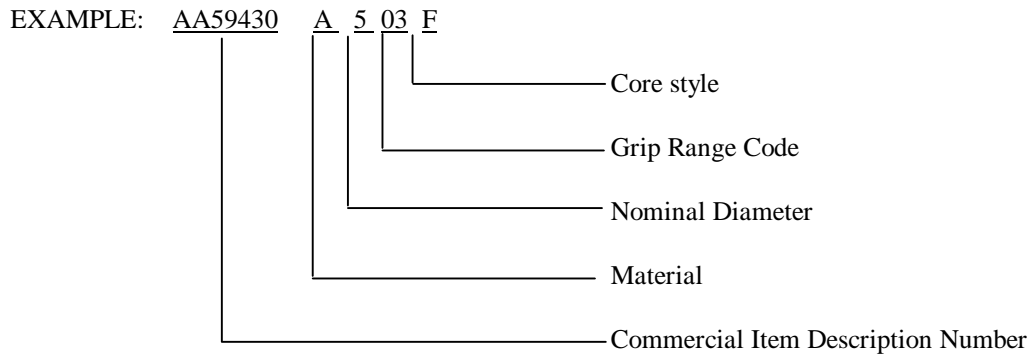 EXAMPLE: AA59430 A 5 03 F
Core style
Grip Range Code
Nominal Diameter
Material
Commercial Item Description Number